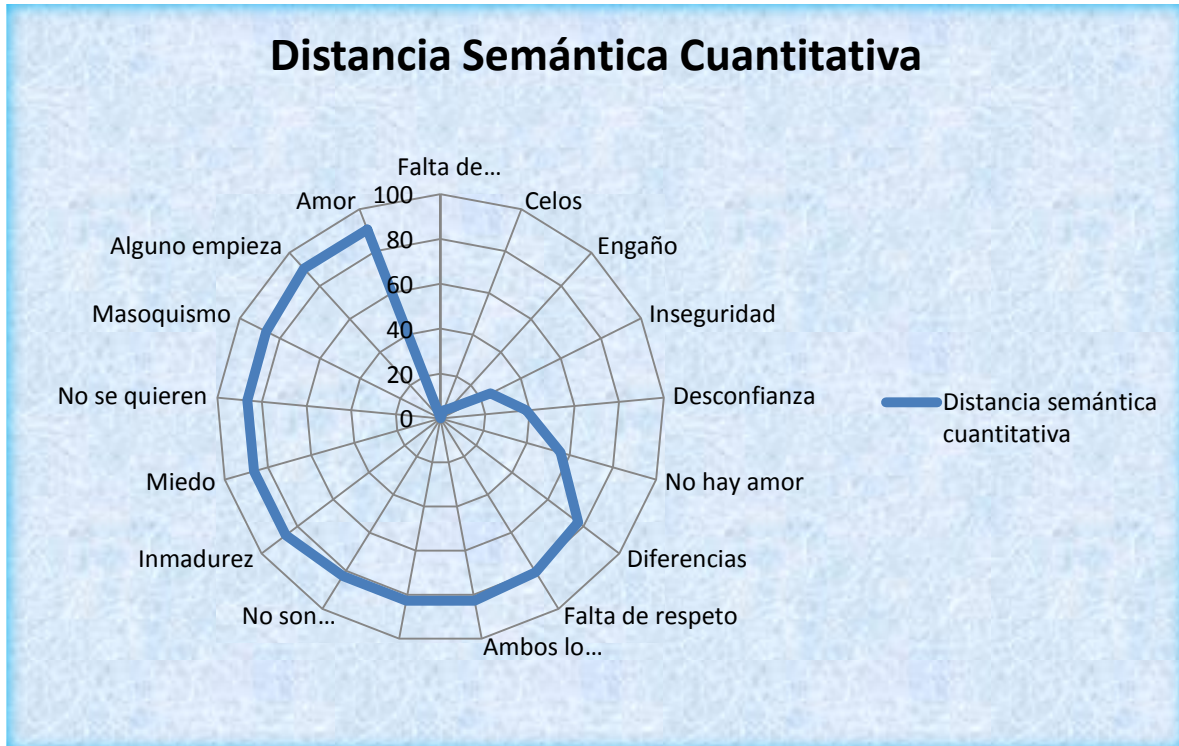 Distancia Semántica Cuantitativa
Falta de...
Celos
Engaño
Inseguridad
Desconfianza
No hay amor
Diferencias
Falta de respeto
Ambos lo...
No son...
Inmadurez
Miedo
No se quieren
Masoquismo
Alguno empieza
Amor
100
80
60
40
20
0
Distancia semántica
cuantitativa